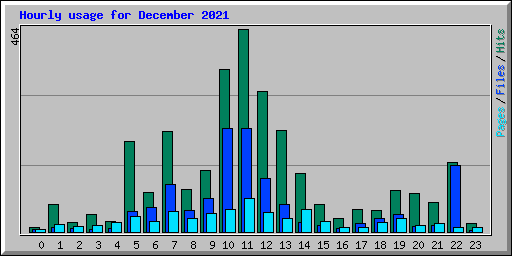 Hourly usage for December 2021
464
Pages/Files/Hits
0 1 2 3 4 5 6 7 8 9 10 11 12 13 14 15 16 17 18 19 20 21 22 23